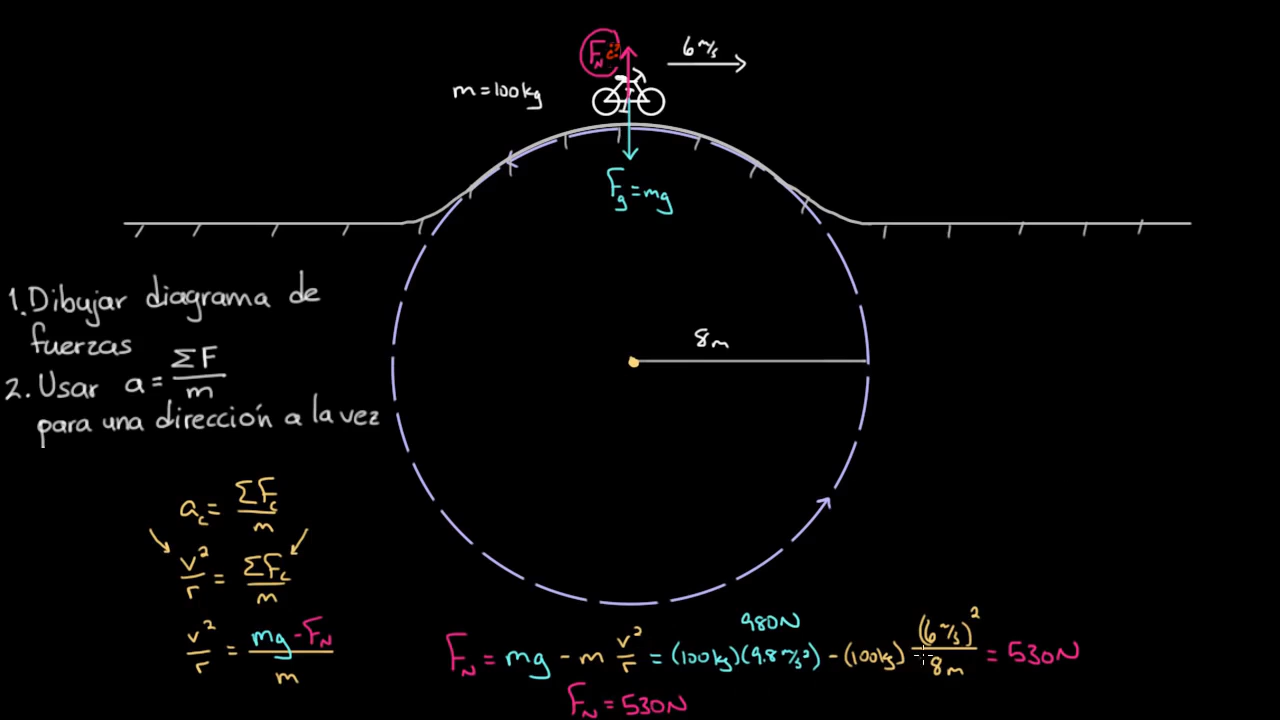 F_N = ?
6 m/s
m = 100 kg
F_g = mg
8m
1. Dibujar diagrama de
fuerzas
2. Usar a = ΣF/m
para una dirección a la vez
a_c = ΣF_c/m
v²/r = ΣF_c/m
v²/r = (mg - F_N)/m
980N
F_N = mg - m v²/r = (100kg)(9.8 m/s²) - (100kg) (6 m/s)²/8m = 530N
F_N = 530N